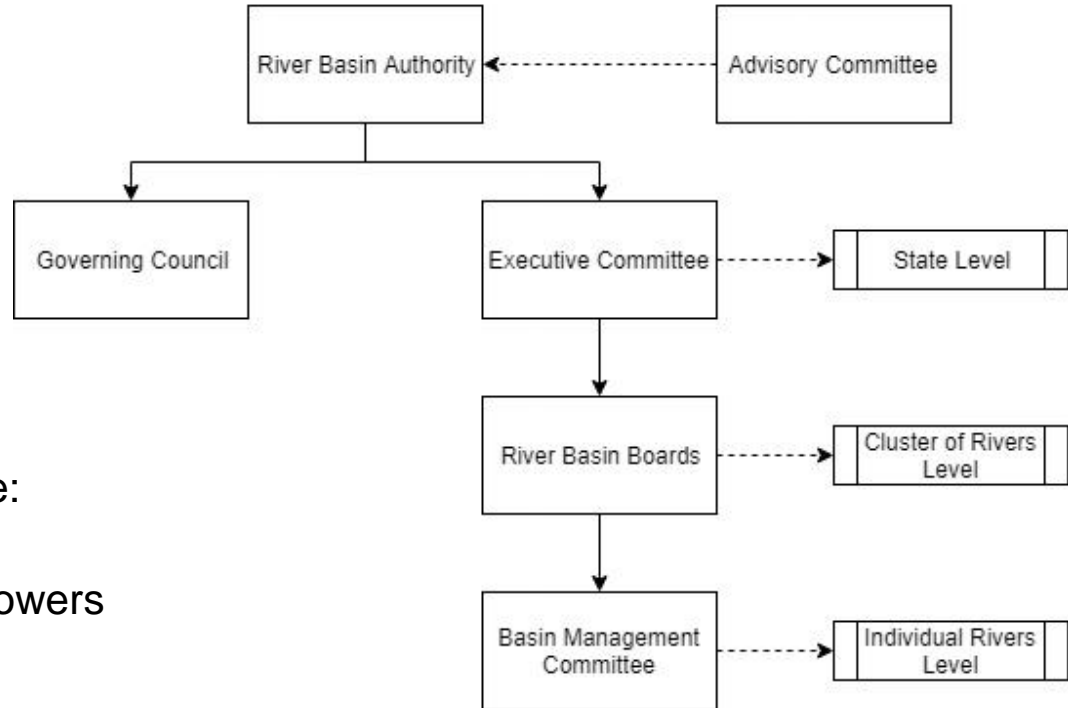 River Basin Authority
Advisory Committee
Governing Council
Executive Committee
State Level
River Basin Boards
Cluster of Rivers
Level
e:
owers
Basin Management
Committee
Individual Rivers
Level